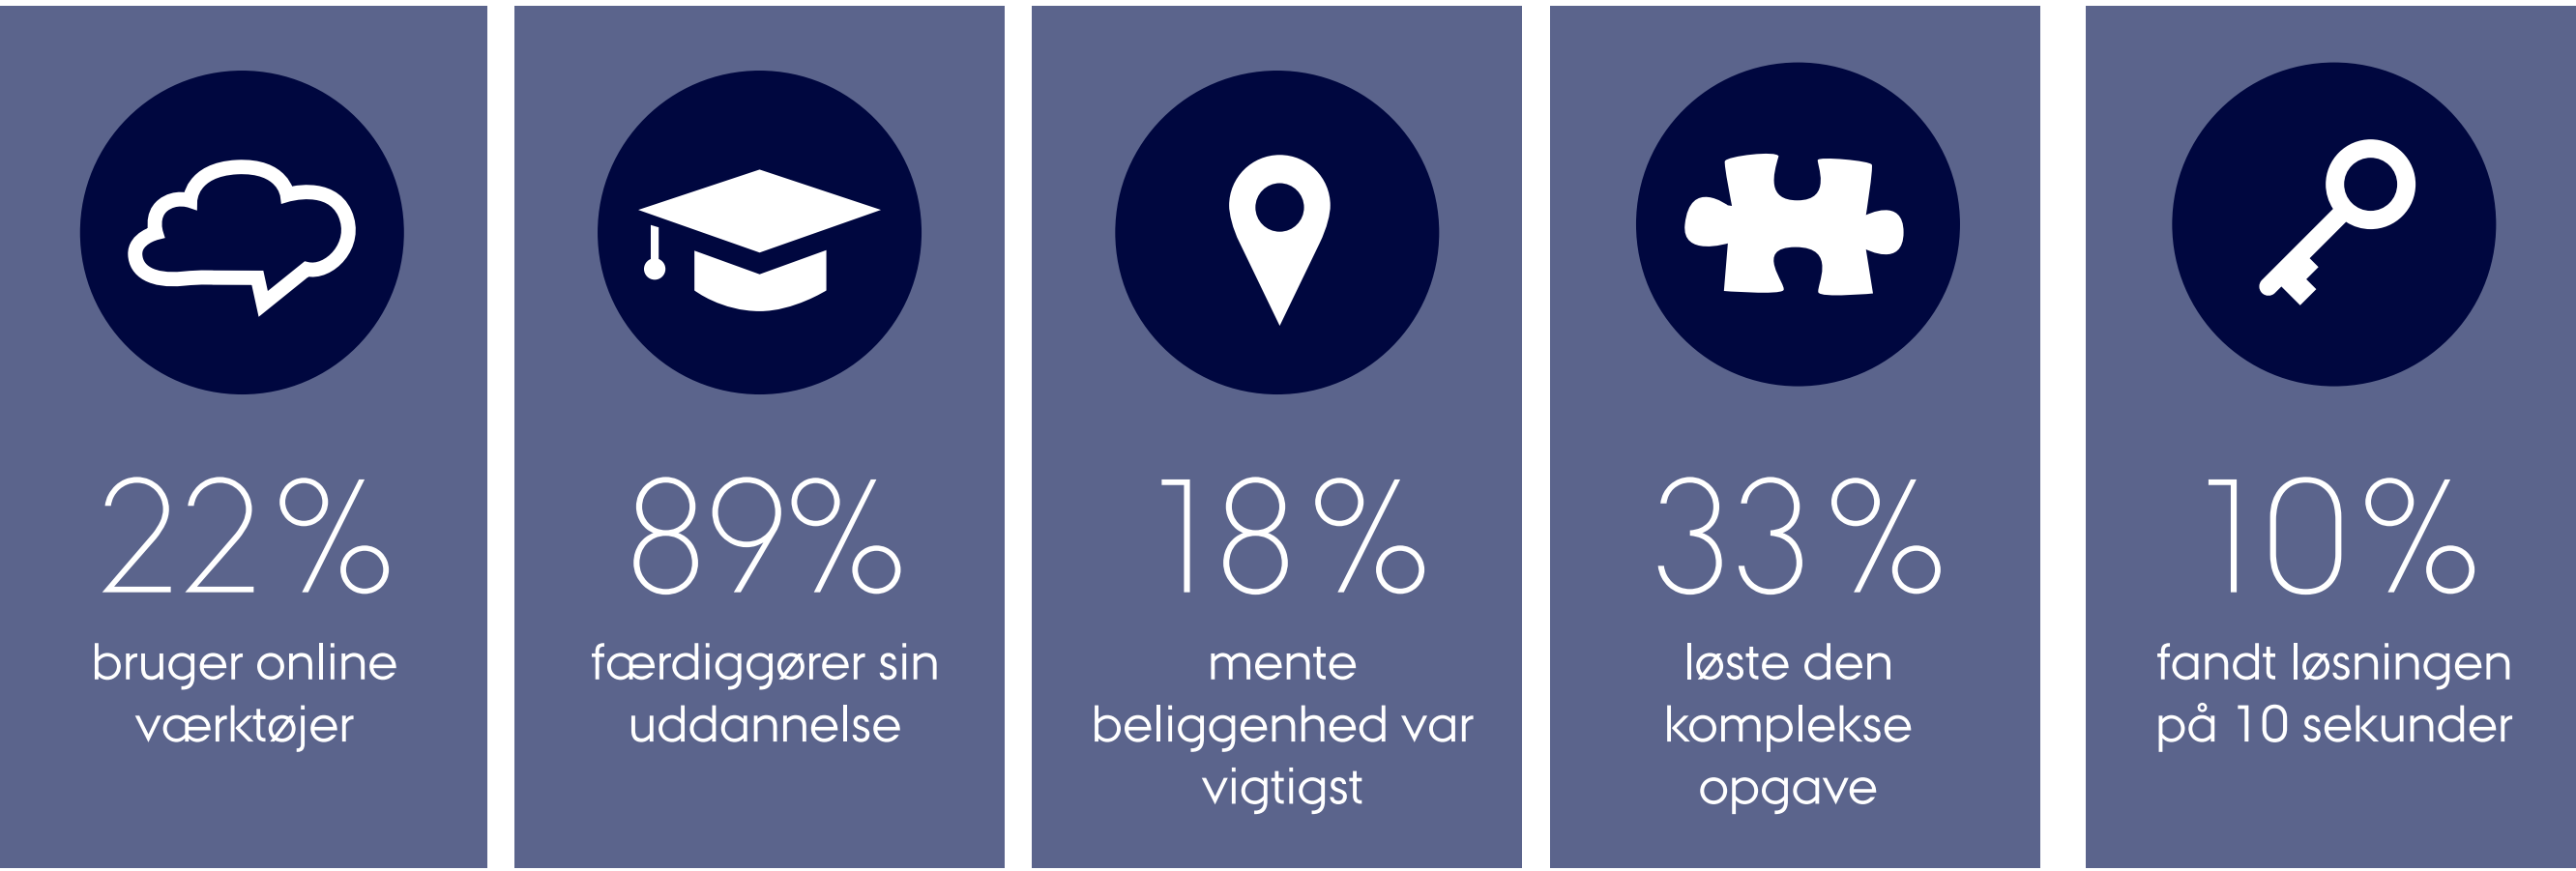 22%
bruger online
værktøjer
89%
færdiggører sin
uddannelse
18%
mente
beliggenhed var
vigtigst
33%
løste den
komplekse
opgave
10%
fandt løsningen
på 10 sekunder